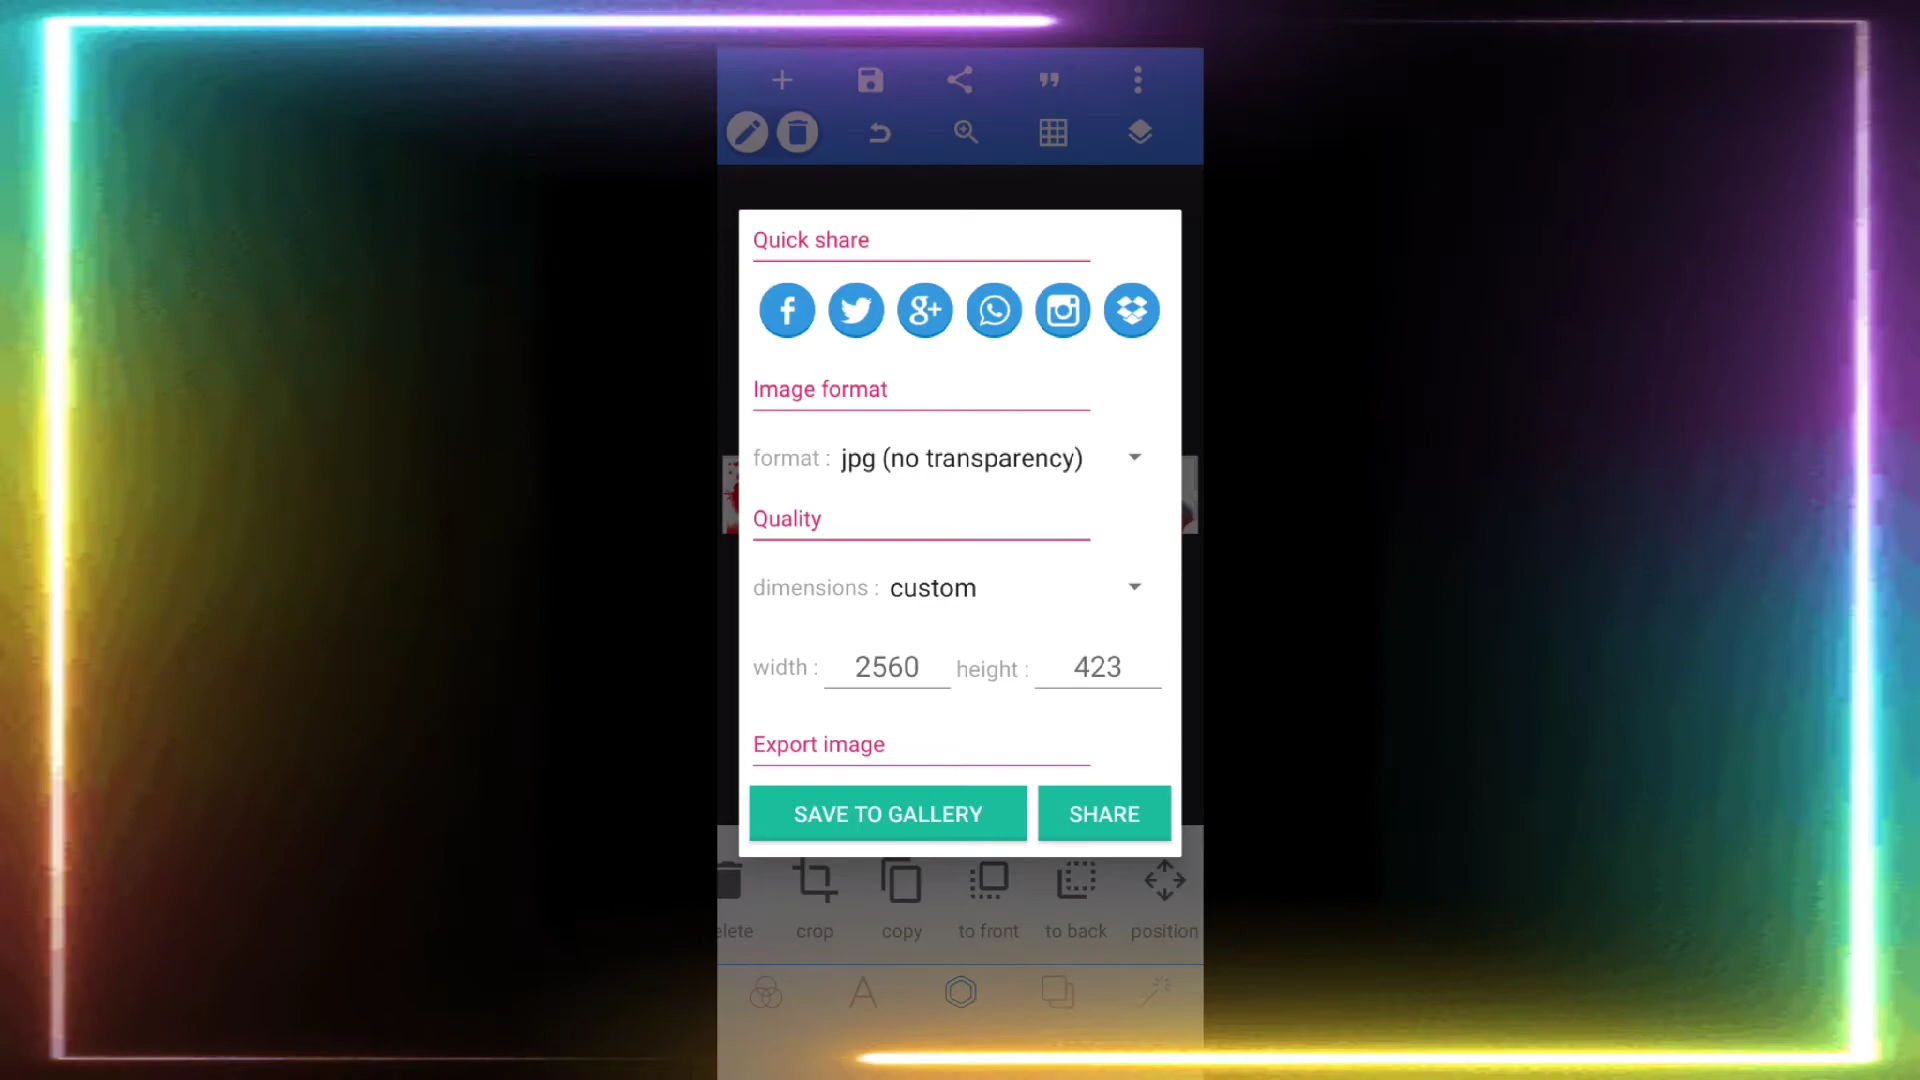 Quick share
Image format
format : jpg (no transparency)
Quality
dimensions : custom
width : 2560 height : 423
Export image
SAVE TO GALLERY SHARE
elete crop copy to front to back position